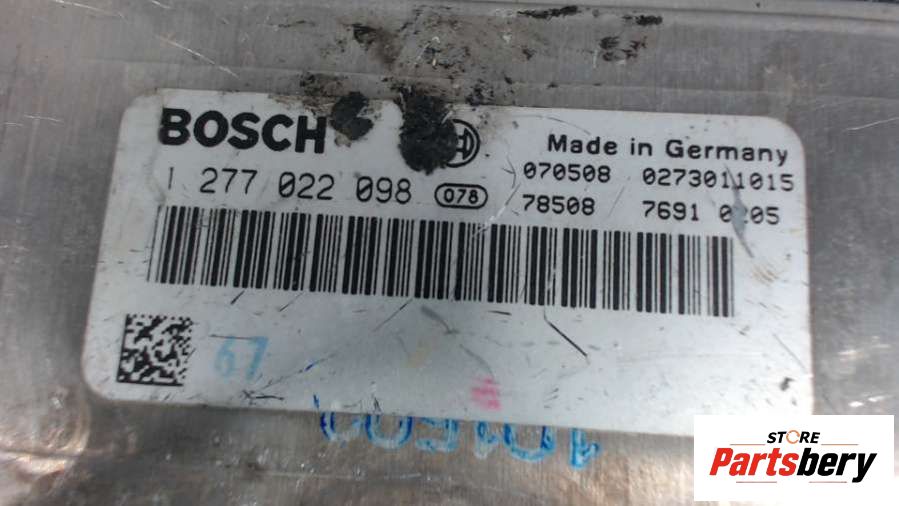 BOSCH
Made in Germany
1 277 022 098 078
070508 0273011015
78508 7691 0205
67
STORE
Partsbery